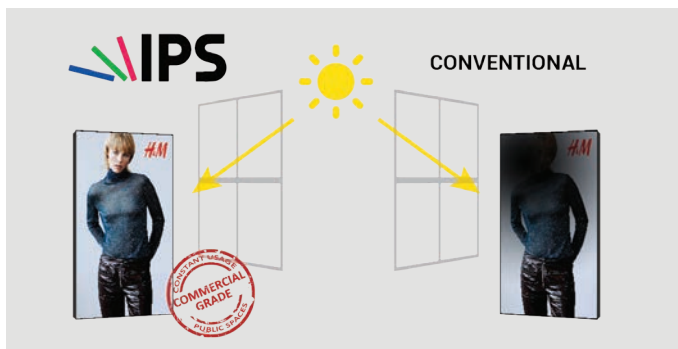 IPS
CONVENTIONAL
H&M
H&M
CONSTANT USAGE
COMMERCIAL
GRADE
PUBLIC SPACES